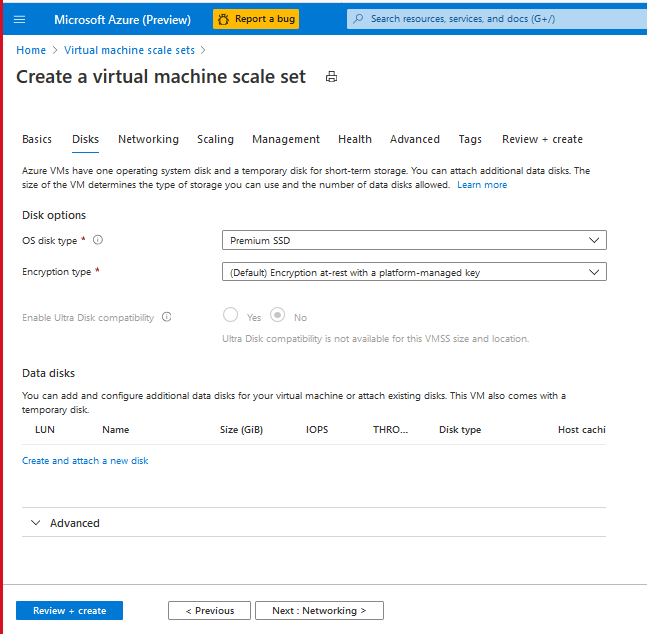 Microsoft Azure (Preview) Report a bug Search resources, services, and docs (G+/)
Home > Virtual machine scale sets >
Create a virtual machine scale set
Basics Disks Networking Scaling Management Health Advanced Tags Review + create
Azure VMs have one operating system disk and a temporary disk for short-term storage. You can attach additional data disks. The
size of the VM determines the type of storage you can use and the number of data disks allowed. Learn more
Disk options
OS disk type * Premium SSD
Encryption type * (Default) Encryption at-rest with a platform-managed key
Enable Ultra Disk compatibility Yes No
Ultra Disk compatibility is not available for this VMSS size and location.
Data disks
You can add and configure additional data disks for your virtual machine or attach existing disks. This VM also comes with a
temporary disk.
LUN Name Size (GiB) IOPS THRO... Disk type Host cachi
Create and attach a new disk
Advanced
Review + create < Previous Next : Networking >